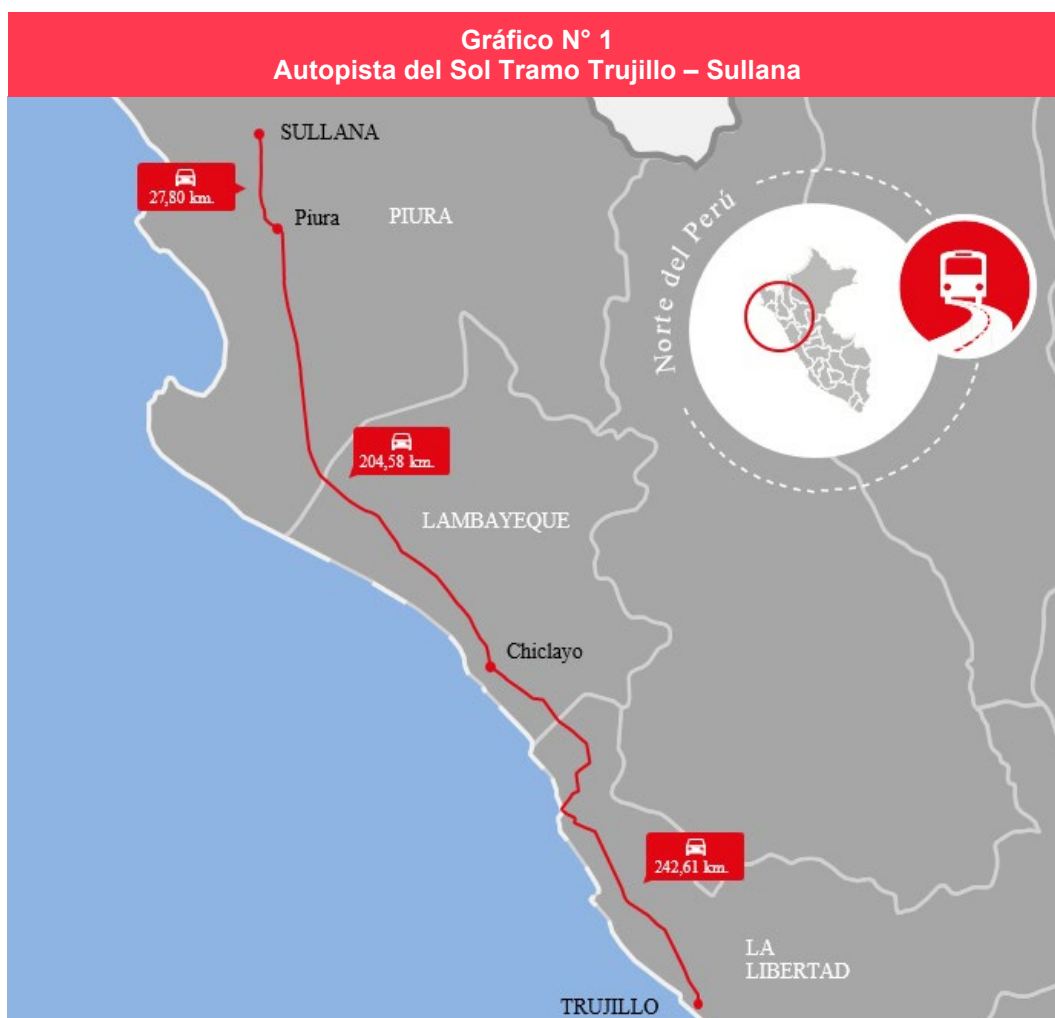 Gráfico N° 1
Autopista del Sol Tramo Trujillo – Sullana
SULLANA
27,80 km.
Piura
PIURA
Norte del Perú
204,58 km.
LAMBAYEQUE
Chiclayo
242,61 km.
LA
LIBERTAD
TRUJILLO